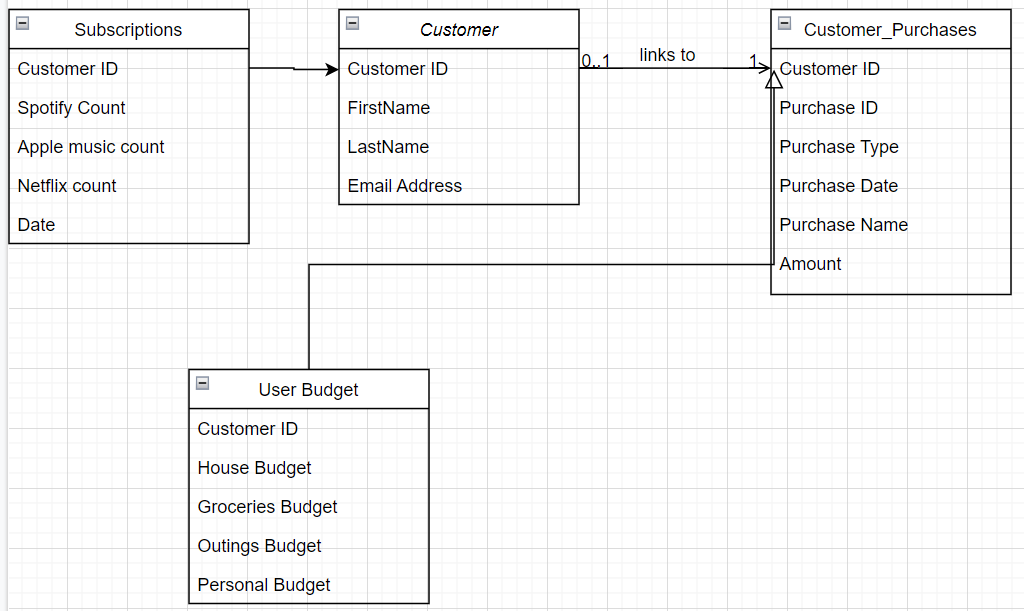 Subscriptions
Customer ID
Spotify Count
Apple music count
Netflix count
Date
Customer
Customer ID
FirstName
LastName
Email Address
0..1
links to
1
Customer_Purchases
Customer ID
Purchase ID
Purchase Type
Purchase Date
Purchase Name
Amount
User Budget
Customer ID
House Budget
Groceries Budget
Outings Budget
Personal Budget